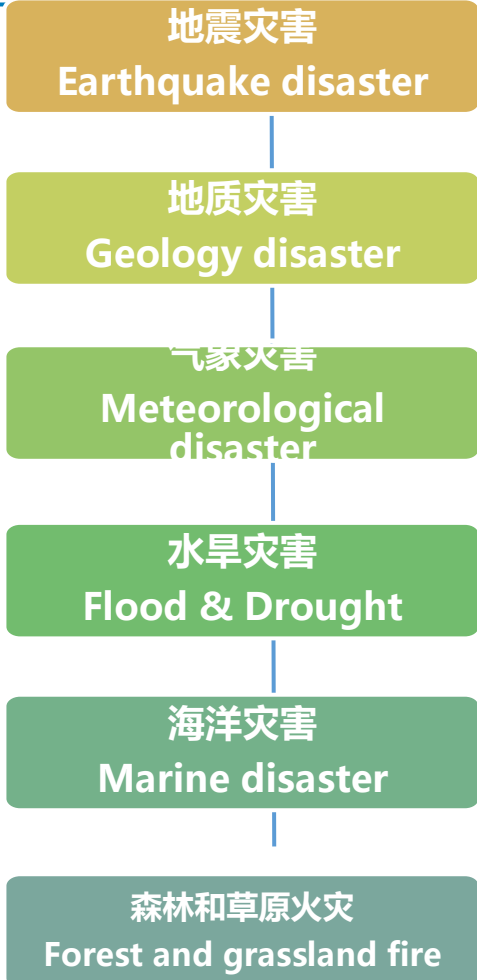 地震灾害
Earthquake disaster
地质灾害
Geology disaster
气象灾害
Meteorological
disaster
水旱灾害
Flood & Drought
海洋灾害
Marine disaster
森林和草原火灾
Forest and grassland fire